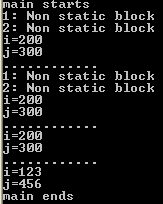 main starts
1: Non static block
2: Non static block
i=200
j=300
.............
1: Non static block
2: Non static block
i=200
j=300
.............
i=200
j=300
.............
i=123
j=456
main ends